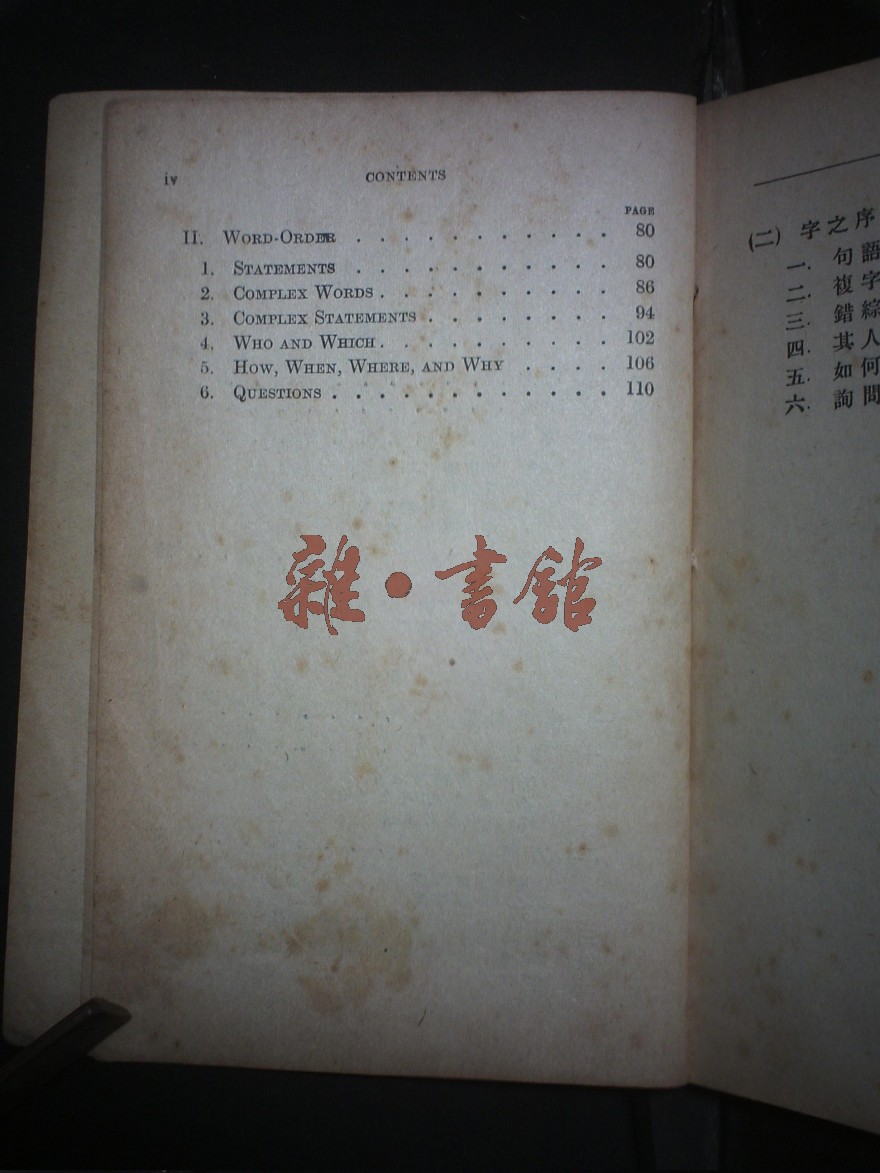 iv CONTENTS
PAGE
II. WORD-ORDER . . . . . . . . . . . 80
1. STATEMENTS . . . . . . . . . . . 80
2. COMPLEX WORDS . . . . . . . . . . 86
3. COMPLEX STATEMENTS . . . . . . . . 94
4. WHO AND WHICH . . . . . . . . . . 102
5. HOW, WHEN, WHERE, AND WHY . . . . 106
6. QUESTIONS . . . . . . . . . . . . 110
雜·書館
(二) 字之序
一. 句語
二. 複字
三. 錯綜
四. 其人
五. 如何
六. 詢問